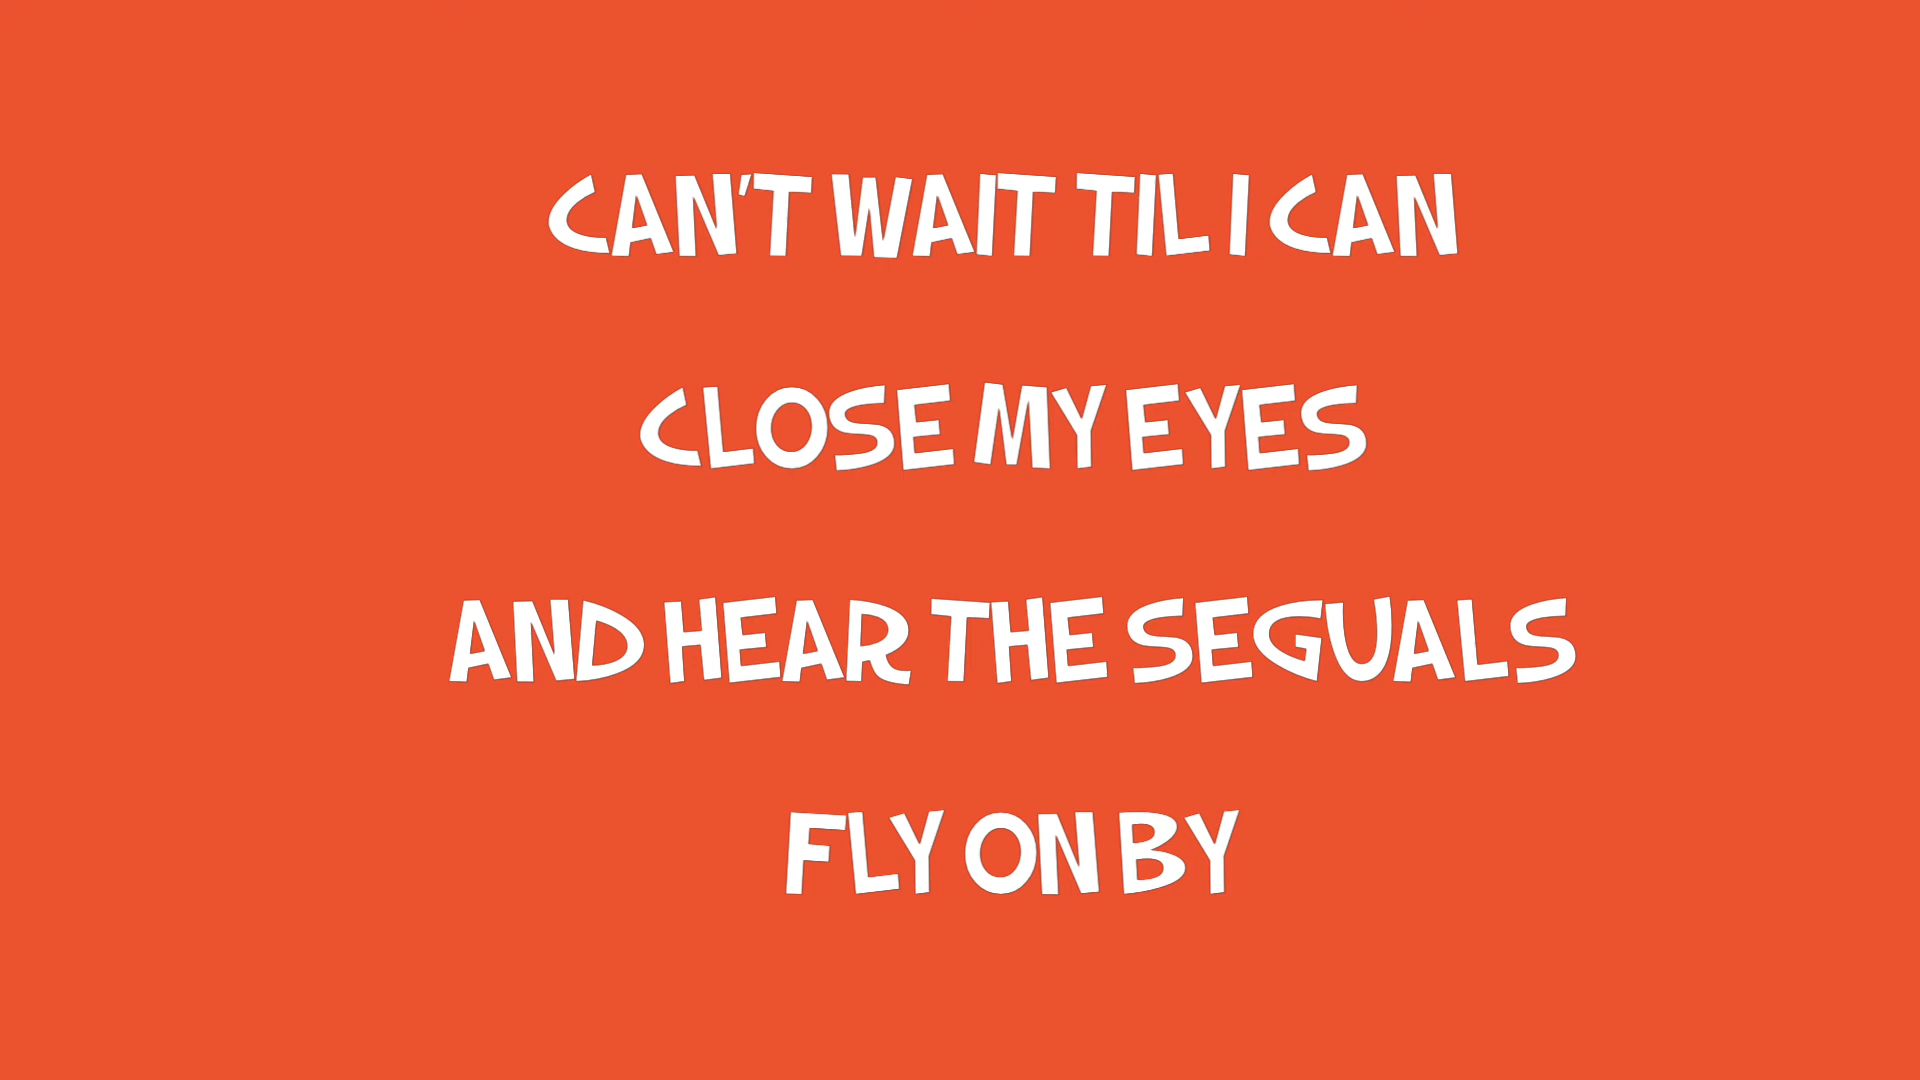 CAN'T WAIT TIL I CAN
CLOSE MY EYES
AND HEAR THE SEGUALS
FLY ON BY